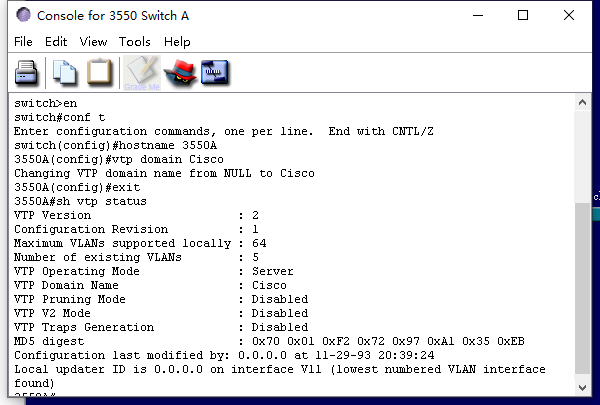 Console for 3550 Switch A
File Edit View Tools Help
Grade Me
switch>en
switch#conf t
Enter configuration commands, one per line.  End with CNTL/Z
switch(config)#hostname 3550A
3550A(config)#vtp domain Cisco
Changing VTP domain name from NULL to Cisco
3550A(config)#exit
3550A#sh vtp status
VTP Version                     : 2
Configuration Revision          : 1
Maximum VLANs supported locally : 64
Number of existing VLANs        : 5
VTP Operating Mode              : Server
VTP Domain Name                 : Cisco
VTP Pruning Mode                : Disabled
VTP V2 Mode                     : Disabled
VTP Traps Generation            : Disabled
MD5 digest                      : 0x70 0x01 0xF2 0x72 0x97 0xA1 0x35 0xEB
Configuration last modified by: 0.0.0.0 at 11-29-93 20:39:24
Local updater ID is 0.0.0.0 on interface Vl1 (lowest numbered VLAN interface
found)
3550A#